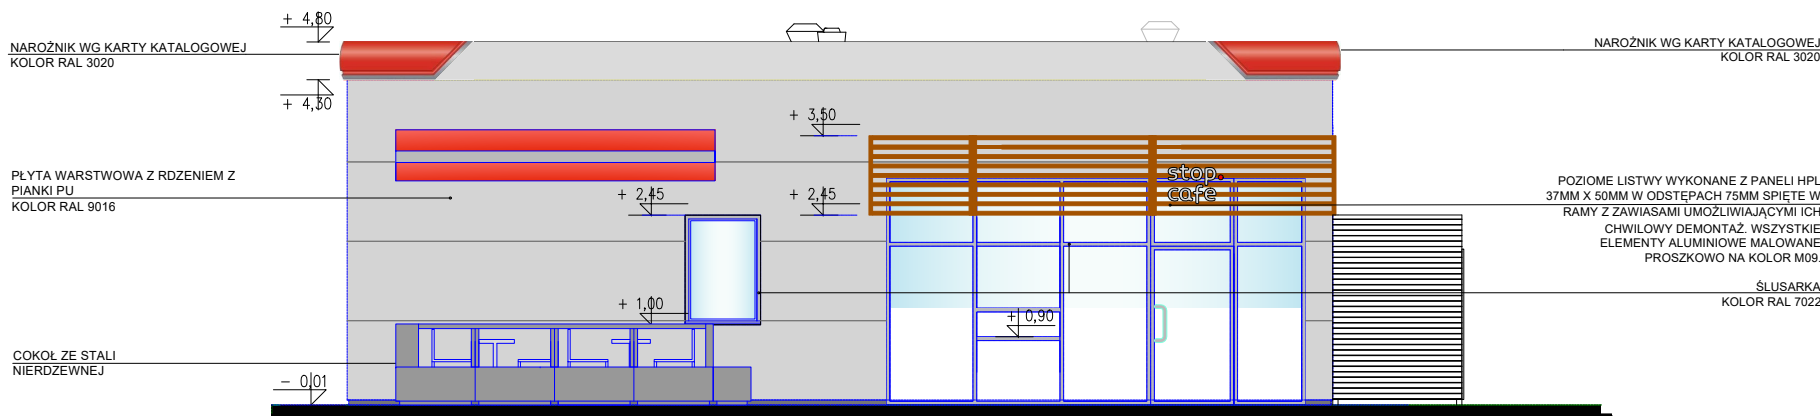 + 4,80
NAROŻNIK WG KARTY KATALOGOWEJ
KOLOR RAL 3020
+ 4,30
PŁYTA WARSTWOWA Z RDZENIEM Z
PIANKI PU
KOLOR RAL 9016
COKOŁ ZE STALI
NIERDZEWNEJ
- 0,01
+ 2,45
+ 1,00
+ 3,50
+ 2,45
+ 0,90
stop.
cafe
NAROŻNIK WG KARTY KATALOGOWEJ
KOLOR RAL 3020
POZIOME LISTWY WYKONANE Z PANELI HPL
37MM X 50MM W ODSTĘPACH 75MM SPIĘTE W
RAMY Z ZAWIASAMI UMOŻLIWIAJĄCYMI ICH
CHWILOWY DEMONTAŻ. WSZYSTKIE
ELEMENTY ALUMINIOWE MALOWANE
PROSZKOWO NA KOLOR M09.
ŚLUSARKA
KOLOR RAL 7022